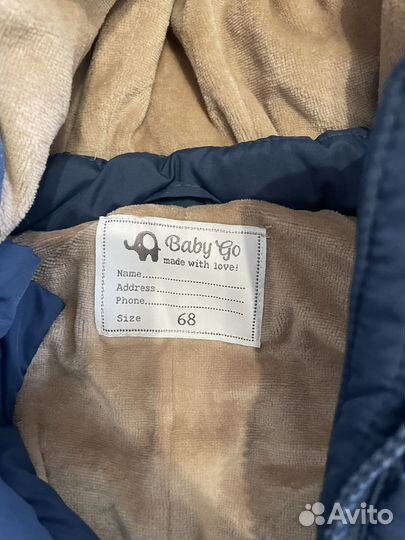 Baby Go
made with love!
Name
Address
Phone
Size 68
Avito